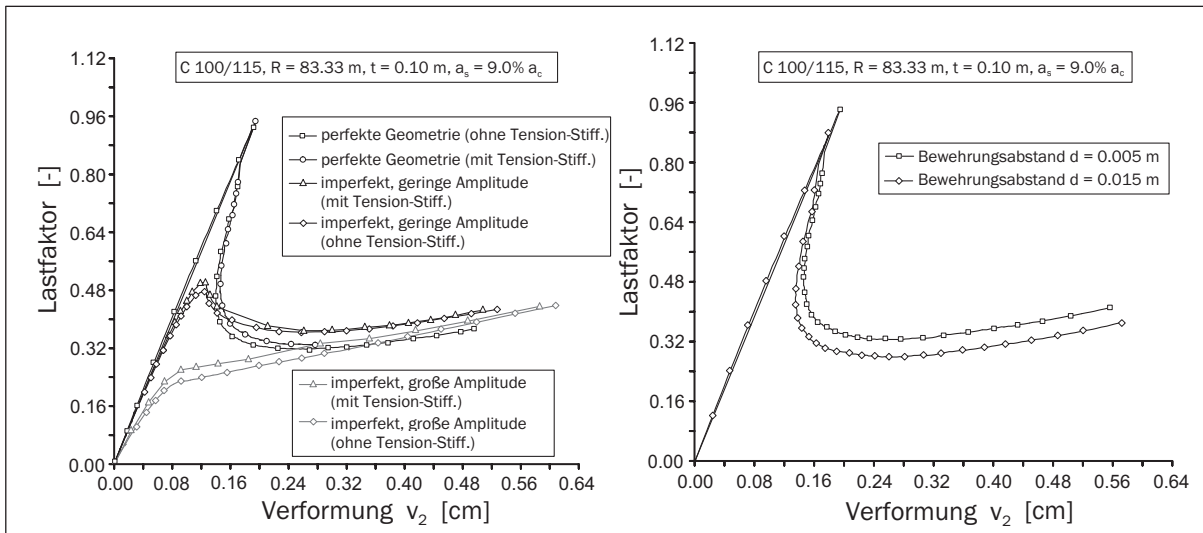 C 100/115, R = 83.33 m, t = 0.10 m, aₛ = 9.0% a꜀
perfekte Geometrie (ohne Tension-Stiff.)
perfekte Geometrie (mit Tension-Stiff.)
imperfekt, geringe Amplitude
(mit Tension-Stiff.)
imperfekt, geringe Amplitude
(ohne Tension-Stiff.)
imperfekt, große Amplitude
(mit Tension-Stiff.)
imperfekt, große Amplitude
(ohne Tension-Stiff.)
Lastfaktor [-]
1.12
0.96
0.80
0.64
0.48
0.32
0.16
0.00
0.00 0.08 0.16 0.24 0.32 0.40 0.48 0.56 0.64
Verformung v₂ [cm]
C 100/115, R = 83.33 m, t = 0.10 m, aₛ = 9.0% a꜀
Bewehrungsabstand d = 0.005 m
Bewehrungsabstand d = 0.015 m
Lastfaktor [-]
1.12
0.96
0.80
0.64
0.48
0.32
0.16
0.00
0.00 0.08 0.16 0.24 0.32 0.40 0.48 0.56 0.64
Verformung v₂ [cm]